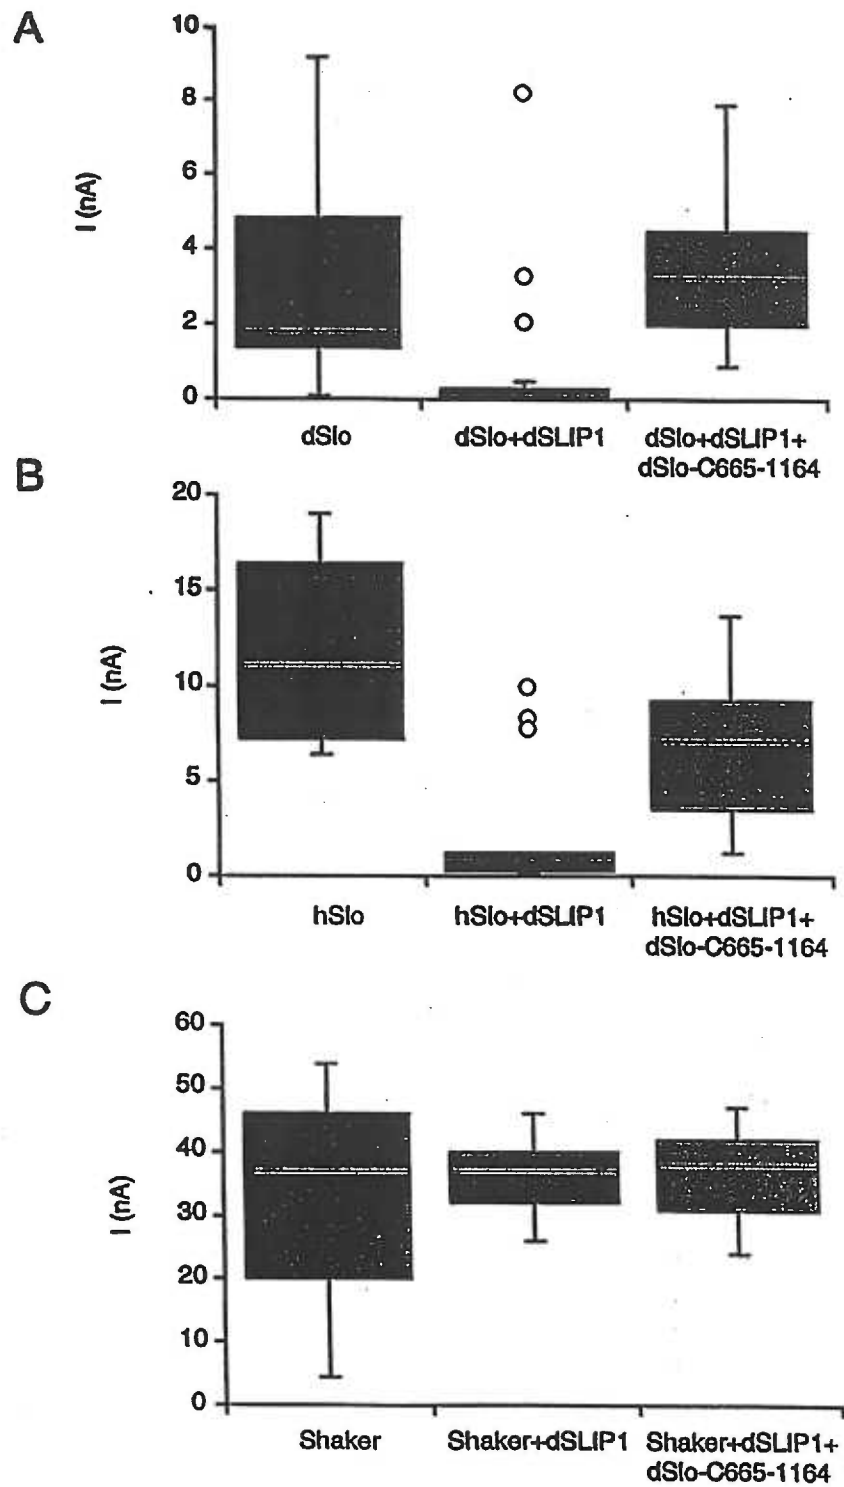 A
10
8
6
4
2
0
I (nA)
dSlo
dSlo+dSLIP1
dSlo+dSLIP1+
dSlo-C665-1164
B
20
15
10
5
0
I (nA)
hSlo
hSlo+dSLIP1
hSlo+dSLIP1+
dSlo-C665-1164
C
60
50
40
30
20
10
0
I (nA)
Shaker
Shaker+dSLIP1
Shaker+dSLIP1+
dSlo-C665-1164